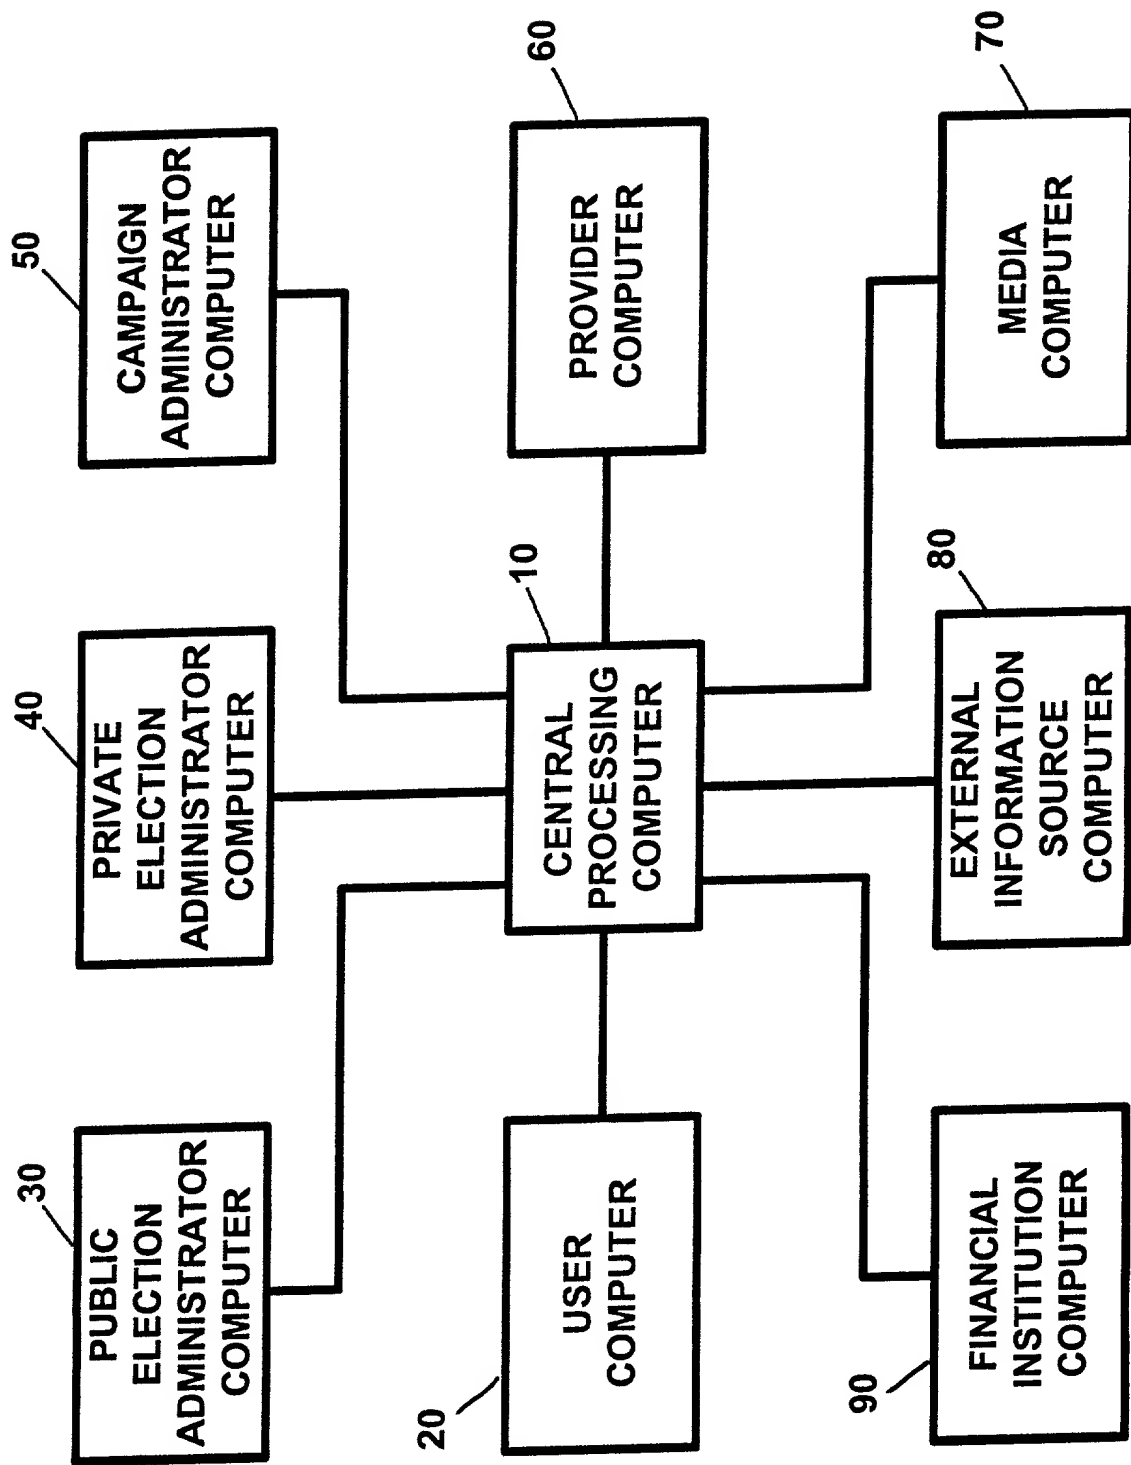 30
PUBLIC
ELECTION
ADMINISTRATOR
COMPUTER
40
PRIVATE
ELECTION
ADMINISTRATOR
COMPUTER
50
CAMPAIGN
ADMINISTRATOR
COMPUTER
20
USER
COMPUTER
10
CENTRAL
PROCESSING
COMPUTER
60
PROVIDER
COMPUTER
90
FINANCIAL
INSTITUTION
COMPUTER
80
EXTERNAL
INFORMATION
SOURCE
COMPUTER
70
MEDIA
COMPUTER